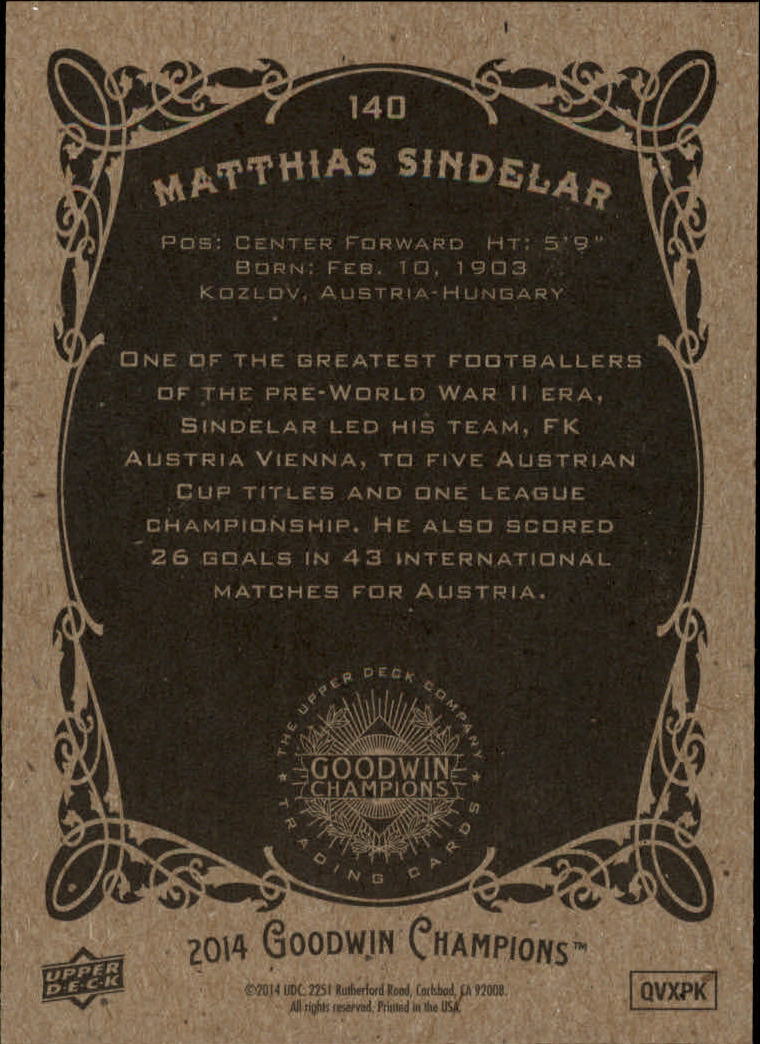 140
MATTHIAS SINDELAR
POS: CENTER FORWARD HT: 5'9"
BORN: FEB. 10, 1903
KOZLOV, AUSTRIA-HUNGARY
ONE OF THE GREATEST FOOTBALLERS
OF THE PRE-WORLD WAR II ERA,
SINDELAR LED HIS TEAM, FK
AUSTRIA VIENNA, TO FIVE AUSTRIAN
CUP TITLES AND ONE LEAGUE
CHAMPIONSHIP. HE ALSO SCORED
26 GOALS IN 43 INTERNATIONAL
MATCHES FOR AUSTRIA.
THE UPPER DECK COMPANY
GOODWIN
CHAMPIONS
★ TRADING CARDS ★
2014 GOODWIN CHAMPIONS™
UPPER
DECK®
©2014 UDC, 2251 Rutherford Road, Carlsbad, CA 92008.
All rights reserved. Printed in the USA.
QVXPK